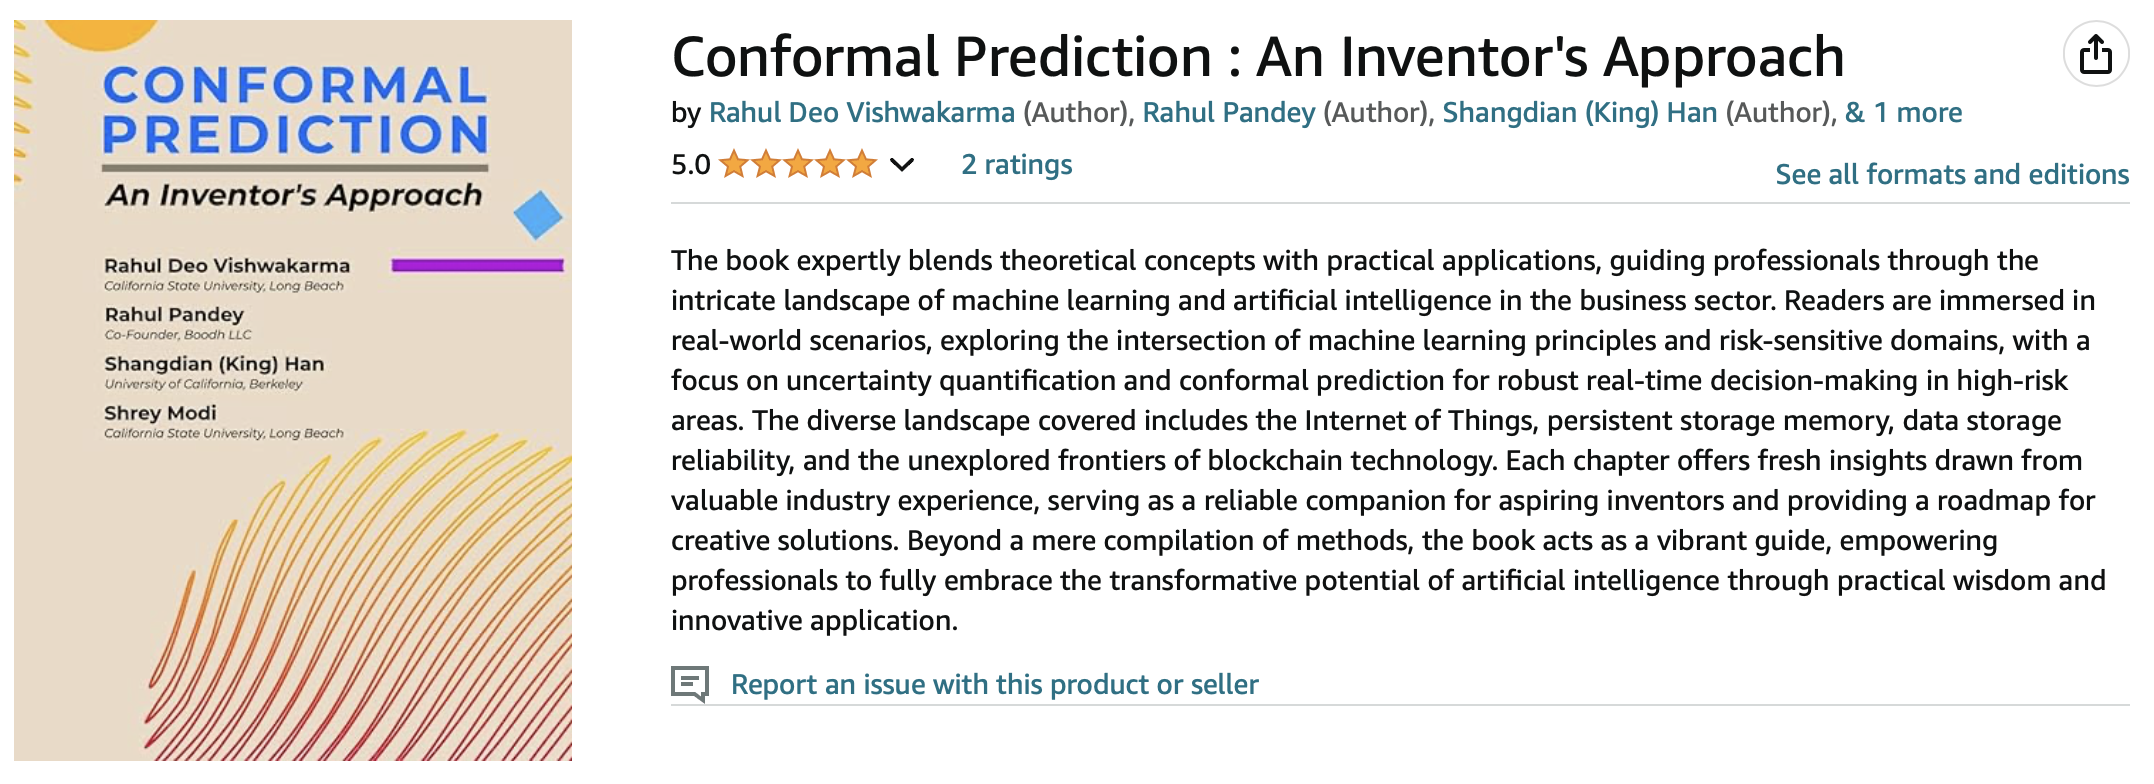 CONFORMAL
PREDICTION
An Inventor's Approach
Rahul Deo Vishwakarma
California State University, Long Beach
Rahul Pandey
Co-Founder, Boodh LLC
Shangdian (King) Han
University of California, Berkeley
Shrey Modi
California State University, Long Beach
Conformal Prediction : An Inventor's Approach
by Rahul Deo Vishwakarma (Author), Rahul Pandey (Author), Shangdian (King) Han (Author), & 1 more
5.0 2 ratings
See all formats and editions
The book expertly blends theoretical concepts with practical applications, guiding professionals through the
intricate landscape of machine learning and artificial intelligence in the business sector. Readers are immersed in
real-world scenarios, exploring the intersection of machine learning principles and risk-sensitive domains, with a
focus on uncertainty quantification and conformal prediction for robust real-time decision-making in high-risk
areas. The diverse landscape covered includes the Internet of Things, persistent storage memory, data storage
reliability, and the unexplored frontiers of blockchain technology. Each chapter offers fresh insights drawn from
valuable industry experience, serving as a reliable companion for aspiring inventors and providing a roadmap for
creative solutions. Beyond a mere compilation of methods, the book acts as a vibrant guide, empowering
professionals to fully embrace the transformative potential of artificial intelligence through practical wisdom and
innovative application.
Report an issue with this product or seller